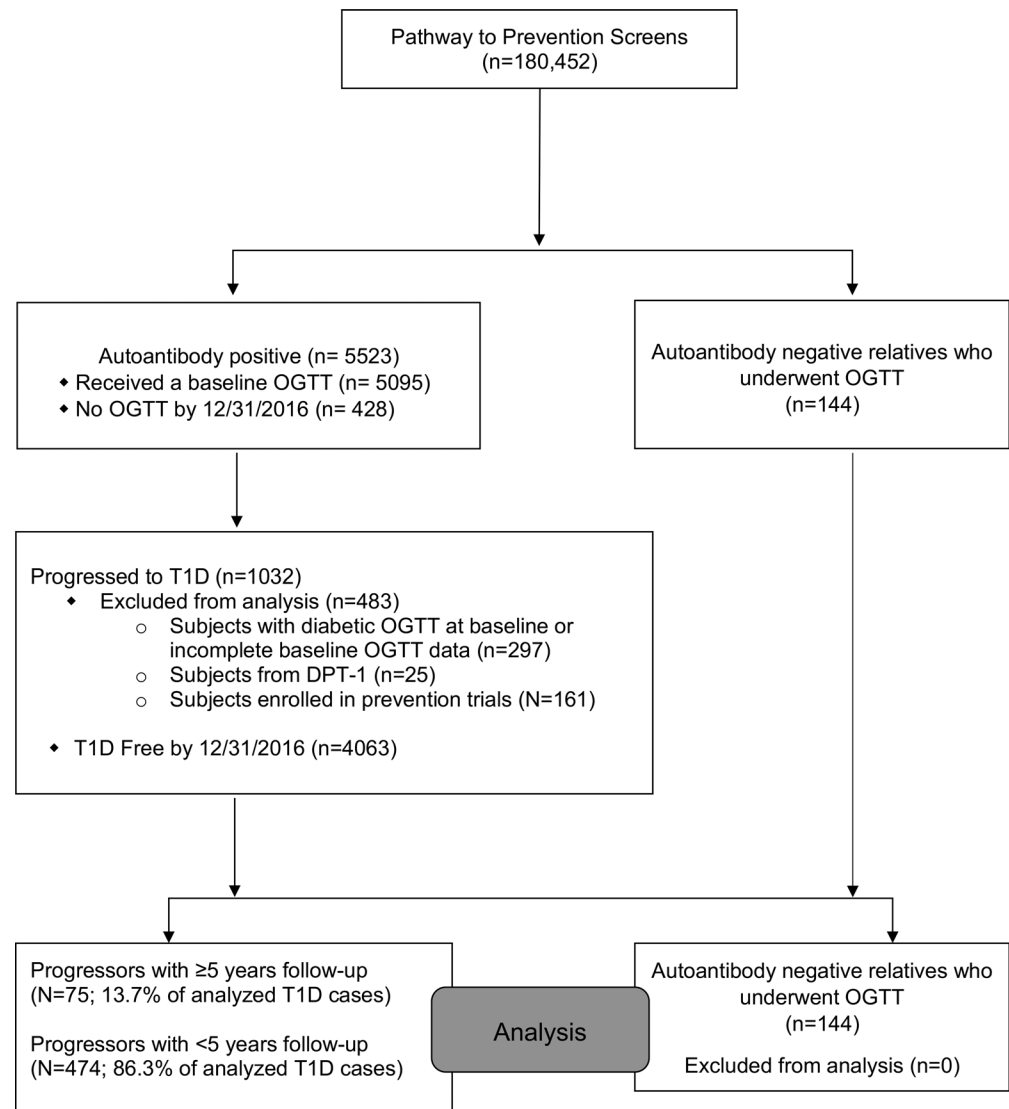 Pathway to Prevention Screens
(n=180,452)
Autoantibody positive (n= 5523)
◆ Received a baseline OGTT (n= 5095)
◆ No OGTT by 12/31/2016 (n= 428)
Autoantibody negative relatives who
underwent OGTT
(n=144)
Progressed to T1D (n=1032)
◆ Excluded from analysis (n=483)
o Subjects with diabetic OGTT at baseline or
incomplete baseline OGTT data (n=297)
o Subjects from DPT-1 (n=25)
o Subjects enrolled in prevention trials (N=161)
◆ T1D Free by 12/31/2016 (n=4063)
Progressors with ≥5 years follow-up
(N=75; 13.7% of analyzed T1D cases)
Progressors with <5 years follow-up
(N=474; 86.3% of analyzed T1D cases)
Analysis
Autoantibody negative relatives who
underwent OGTT
(n=144)
Excluded from analysis (n=0)